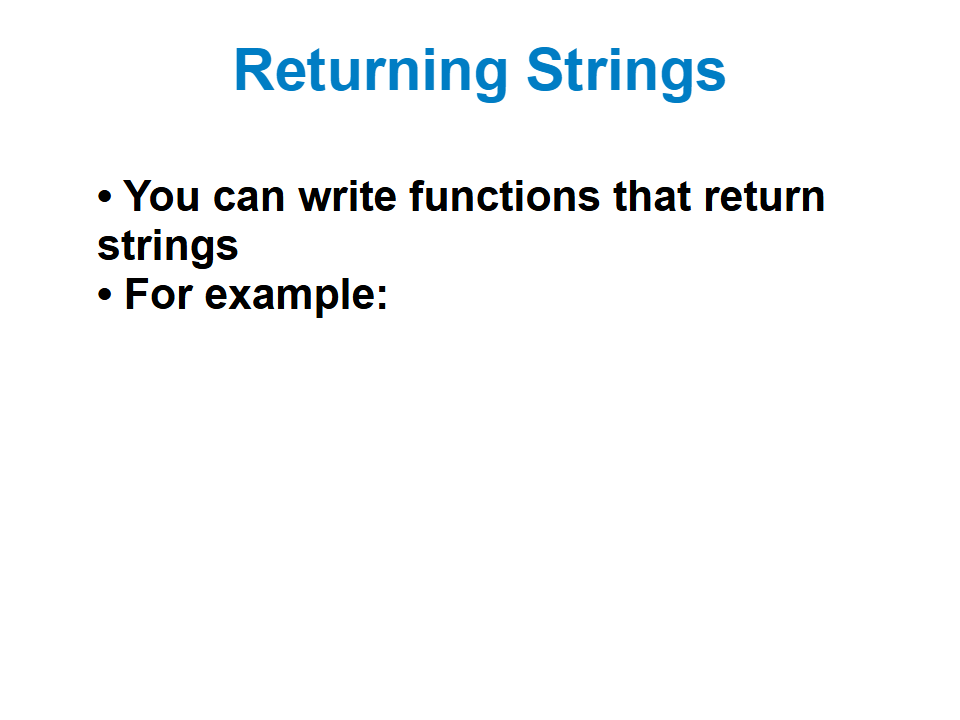 Returning Strings
• You can write functions that return
strings
• For example: